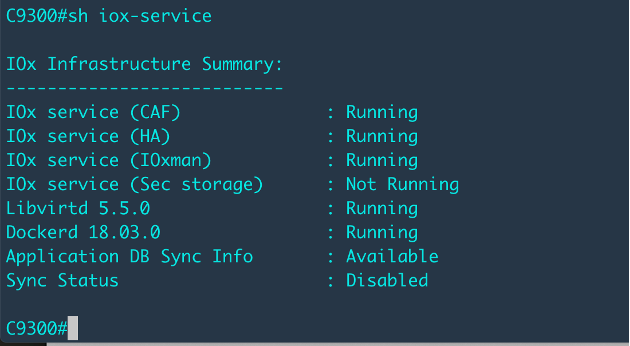 C9300#sh iox-service
IOx Infrastructure Summary:
---------------------------
IOx service (CAF) : Running
IOx service (HA) : Running
IOx service (IOxman) : Running
IOx service (Sec storage) : Not Running
Libvirtd 5.5.0 : Running
Dockerd 18.03.0 : Running
Application DB Sync Info : Available
Sync Status : Disabled
C9300#